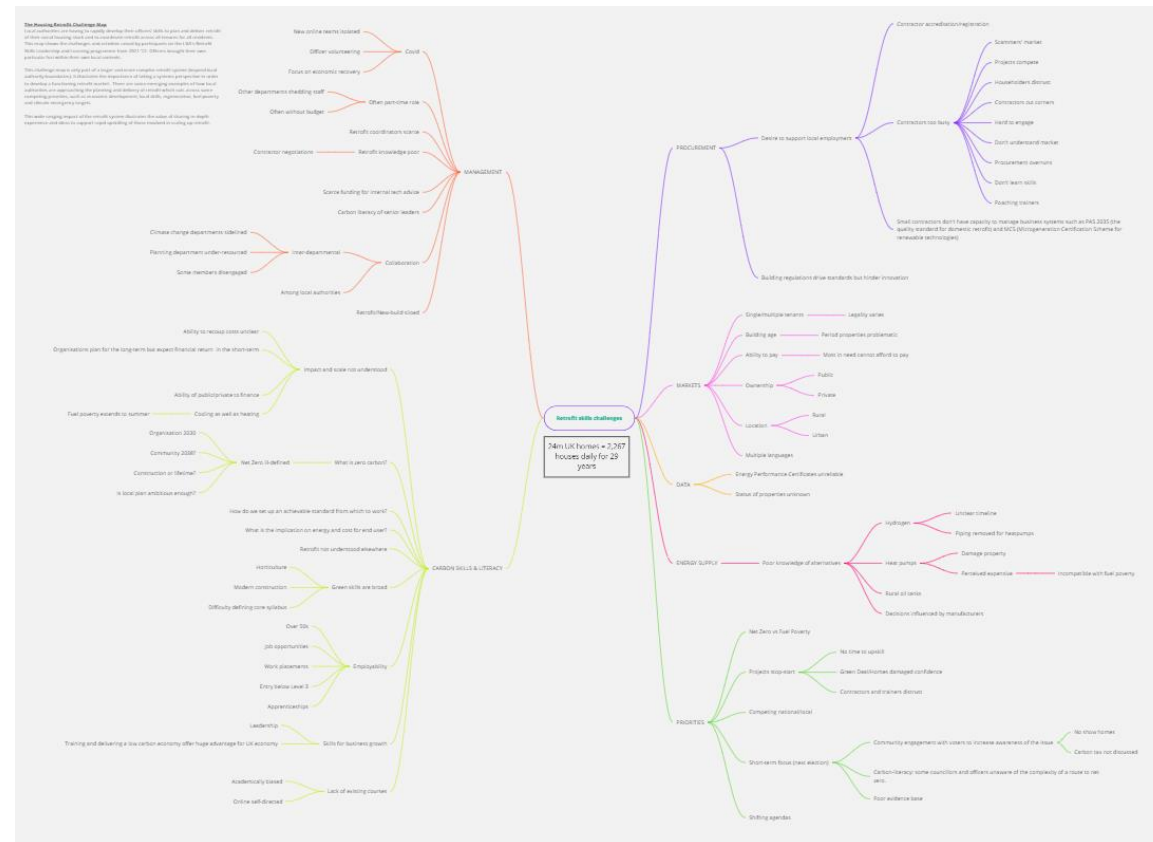 The Housing Retrofit Challenge Map
New online teams isolated
Officer volunteering
Focus on economic recovery
Covid
Other departments shedding staff
Often without budget
Often part-time role
Retrofit coordinators scarce
Contractor negotiations
Retrofit knowledge poor
Scarce funding for internal tech advice
Carbon literacy of senior leaders
Climate change departments sidelined
Planning department under-resourced
Some members disengaged
Inter-departmental
Among local authorities
Collaboration
Retrofit/New-build siloed
MANAGEMENT
Ability to recoup costs unclear
Organisations plan for the long-term but expect financial return in the short-term
Ability of public/private to finance
Fuel poverty extends to summer
Cooling as well as heating
Impact and scale not understood
Organisation 2030
Community 2038?
Construction or lifetime?
Is local plan ambitious enough?
Net Zero ill-defined
What is zero carbon?
How do we set up an achievable standard from which to work?
What is the implication on energy and cost for end user?
Retrofit not understood elsewhere
Horticulture
Modern construction
Difficulty defining core syllabus
Green skills are broad
Over 50s
Job opportunities
Work placements
Entry below Level 3
Apprenticeships
Employability
Leadership
Training and delivering a low carbon economy offer huge advantage for UK economy
Skills for business growth
Academically biased
Online self-directed
Lack of existing courses
CARBON SKILLS & LITERACY
Retrofit skills challenges
24m UK homes = 2,267
houses daily for 29
years
PROCUREMENT
Desire to support local employment
Contractor accreditation/registration
Contractors too busy
Scammers' market
Projects compete
Householders distrust
Contractors cut corners
Hard to engage
Don't understand market
Procurement overruns
Don't learn skills
Poaching trainers
Small contractors don't have capacity to manage business systems such as PAS 2035 (the
quality standard for domestic retrofit) and MCS (Microgeneration Certification Scheme for
renewable technologies)
Building regulations drive standards but hinder innovation
MARKETS
Single/multiple tenants
Legality varies
Building age
Period properties problematic
Ability to pay
Most in need cannot afford to pay
Ownership
Public
Private
Location
Rural
Urban
Multiple languages
DATA
Energy Performance Certificates unreliable
Status of properties unknown
ENERGY SUPPLY
Poor knowledge of alternatives
Hydrogen
Unclear timeline
Piping removed for heatpumps
Heat pumps
Damage property
Perceived expensive
Incompatible with fuel poverty
Rural oil tanks
Decisions influenced by manufacturers
PRIORITIES
Net Zero vs Fuel Poverty
Projects stop-start
No time to upskill
Green Deal/Homes damaged confidence
Contractors and trainers distrust
Competing national/local
Short-term focus (next election)
Community engagement with voters to increase awareness of the issue
No show homes
Carbon tax not discussed
Carbon-literacy: some councillors and officers unaware of the complexity of a route to net
zero.
Poor evidence base
Shifting agendas